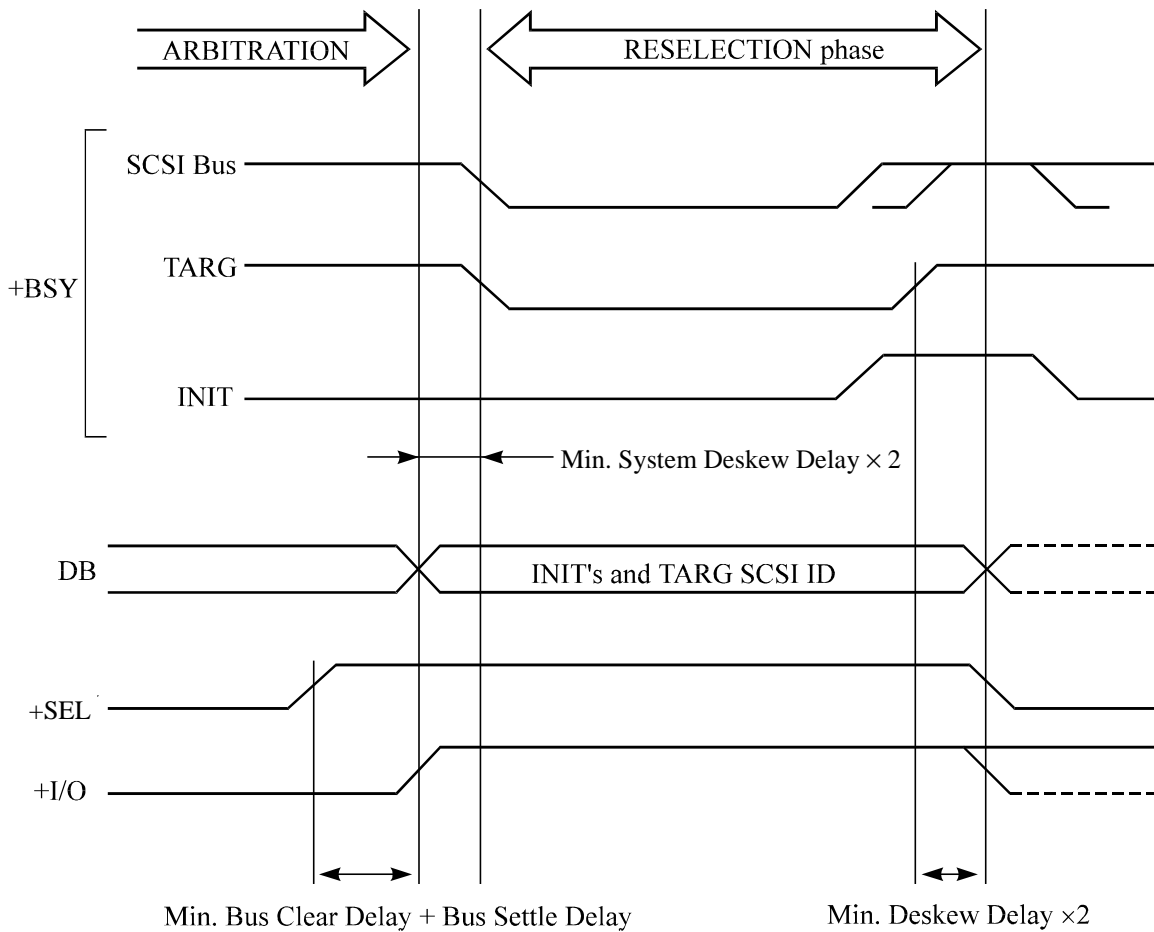 ARBITRATION
RESELECTION phase
SCSI Bus
TARG
+BSY
INIT
Min. System Deskew Delay × 2
DB
INIT's and TARG SCSI ID
+SEL
+I/O
Min. Bus Clear Delay + Bus Settle Delay
Min. Deskew Delay ×2